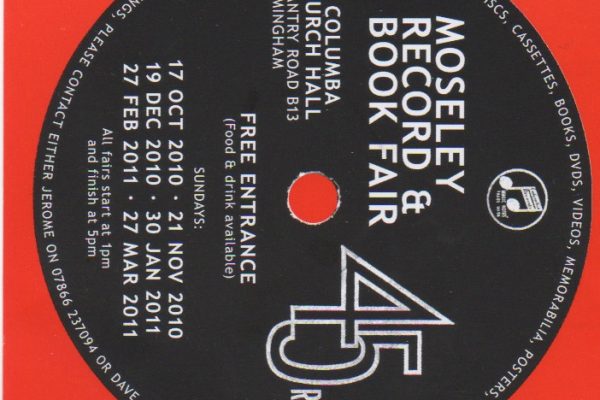 DISCS, CASSETTES, BOOKS, DVDS, VIDEOS, MEMORABILIA, POSTERS,
MOSELEY
RECORD &
BOOK FAIR
COLUMBA
URCH HALL
ANTRY ROAD B13
MINGHAM
45
R
FREE ENTRANCE
(Food & drink available)
SUNDAYS:
17 OCT 2010 · 21 NOV 2010
19 DEC 2010 · 30 JAN 2011
27 FEB 2011 · 27 MAR 2011
All fairs start at 1pm
and finish at 5pm
NGS, PLEASE CONTACT EITHER JEROME ON 07866 237094 OR DAVE